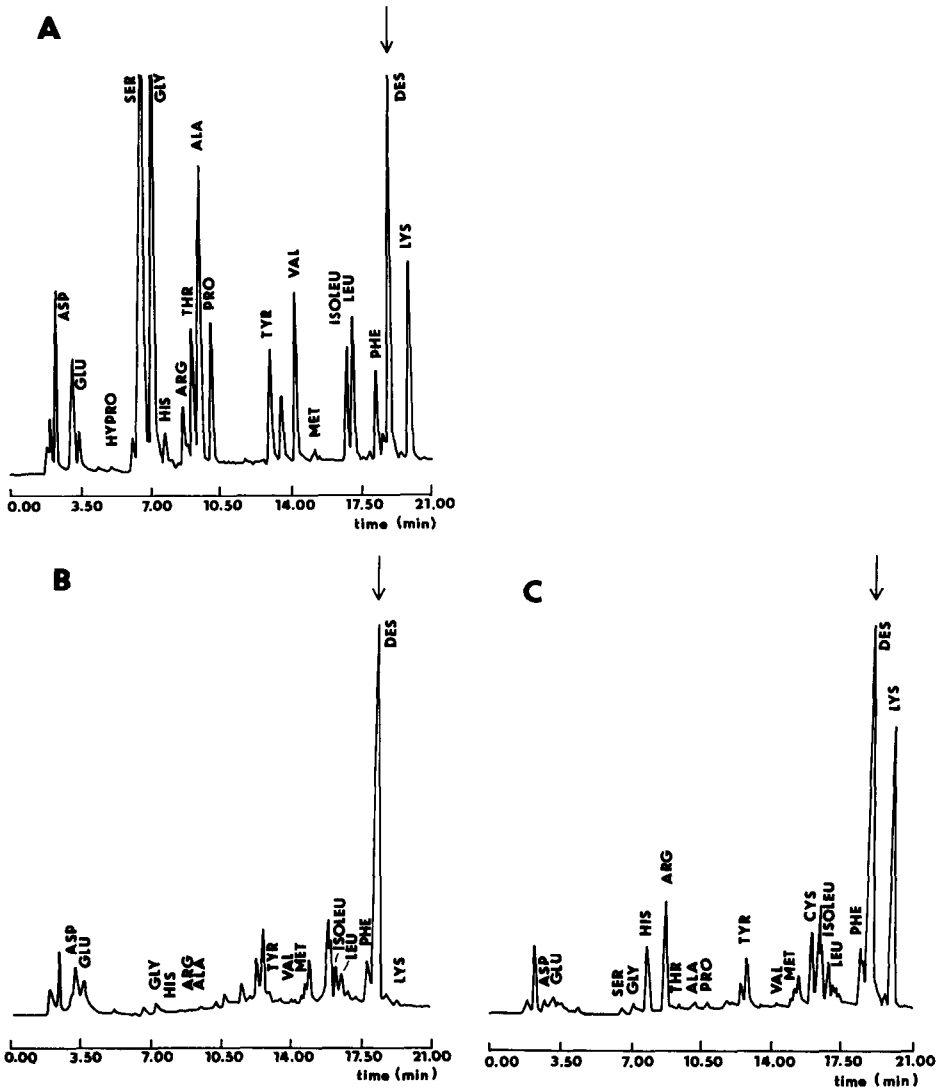 A
ASP
GLU
HYPRO
SER
GLY
HIS
ARG
THR
ALA
PRO
TYR
VAL
MET
ISOLEU
LEU
PHE
DES
LYS
0.00 3.50 7.00 10.50 14.00 17.50 21.00
time (min)
B
ASP
GLU
GLY
HIS
ARG
ALA
TYR
VAL
MET
ISOLEU
LEU
PHE
DES
LYS
0.00 3.50 7.00 10.50 14.00 17.50 21.00
time (min)
C
ASP
GLU
SER
GLY
HIS
ARG
THR
ALA
PRO
TYR
VAL
MET
CYS
ISOLEU
LEU
PHE
DES
LYS
0.00 3.50 7.00 10.50 14.00 17.50 21.00
time (min)